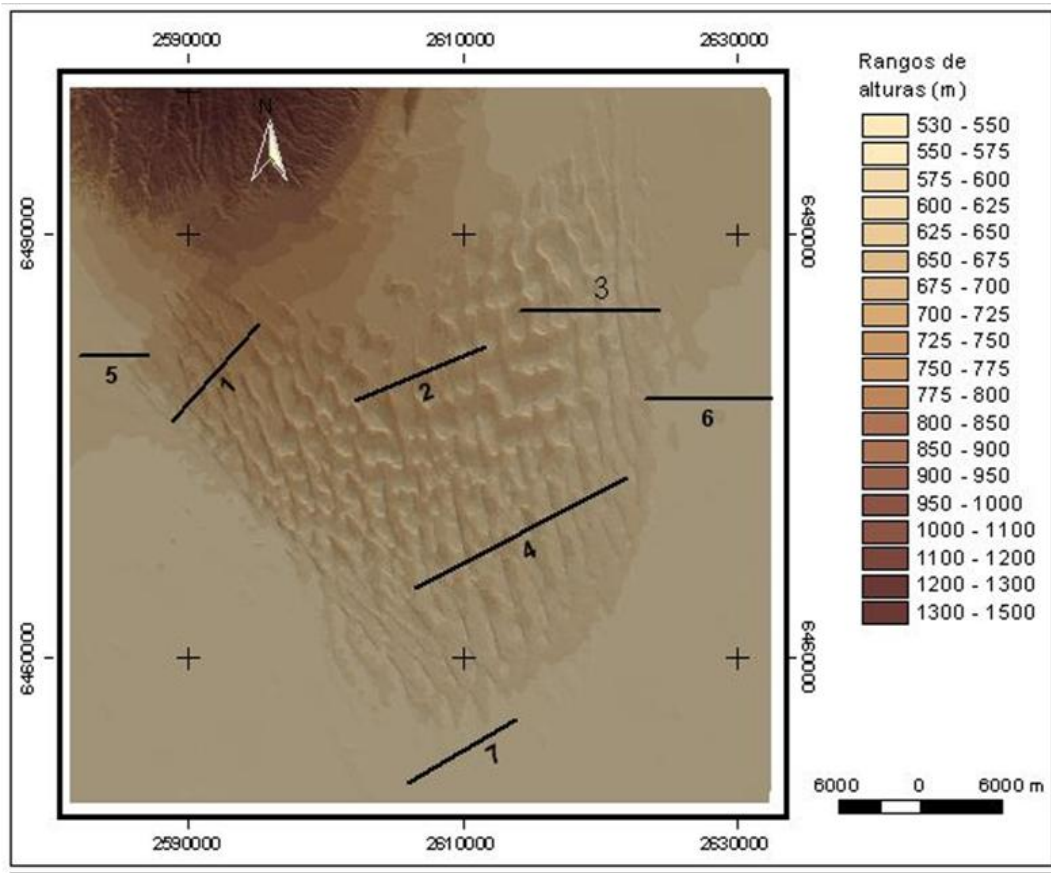 2590000 2610000 2630000
N
6490000 6490000
3
5 1 2
6
4
6460000 6460000
7
2590000 2610000 2630000
Rangos de
alturas (m)
530 - 550
550 - 575
575 - 600
600 - 625
625 - 650
650 - 675
675 - 700
700 - 725
725 - 750
750 - 775
775 - 800
800 - 850
850 - 900
900 - 950
950 - 1000
1000 - 1100
1100 - 1200
1200 - 1300
1300 - 1500
6000 0 6000 m